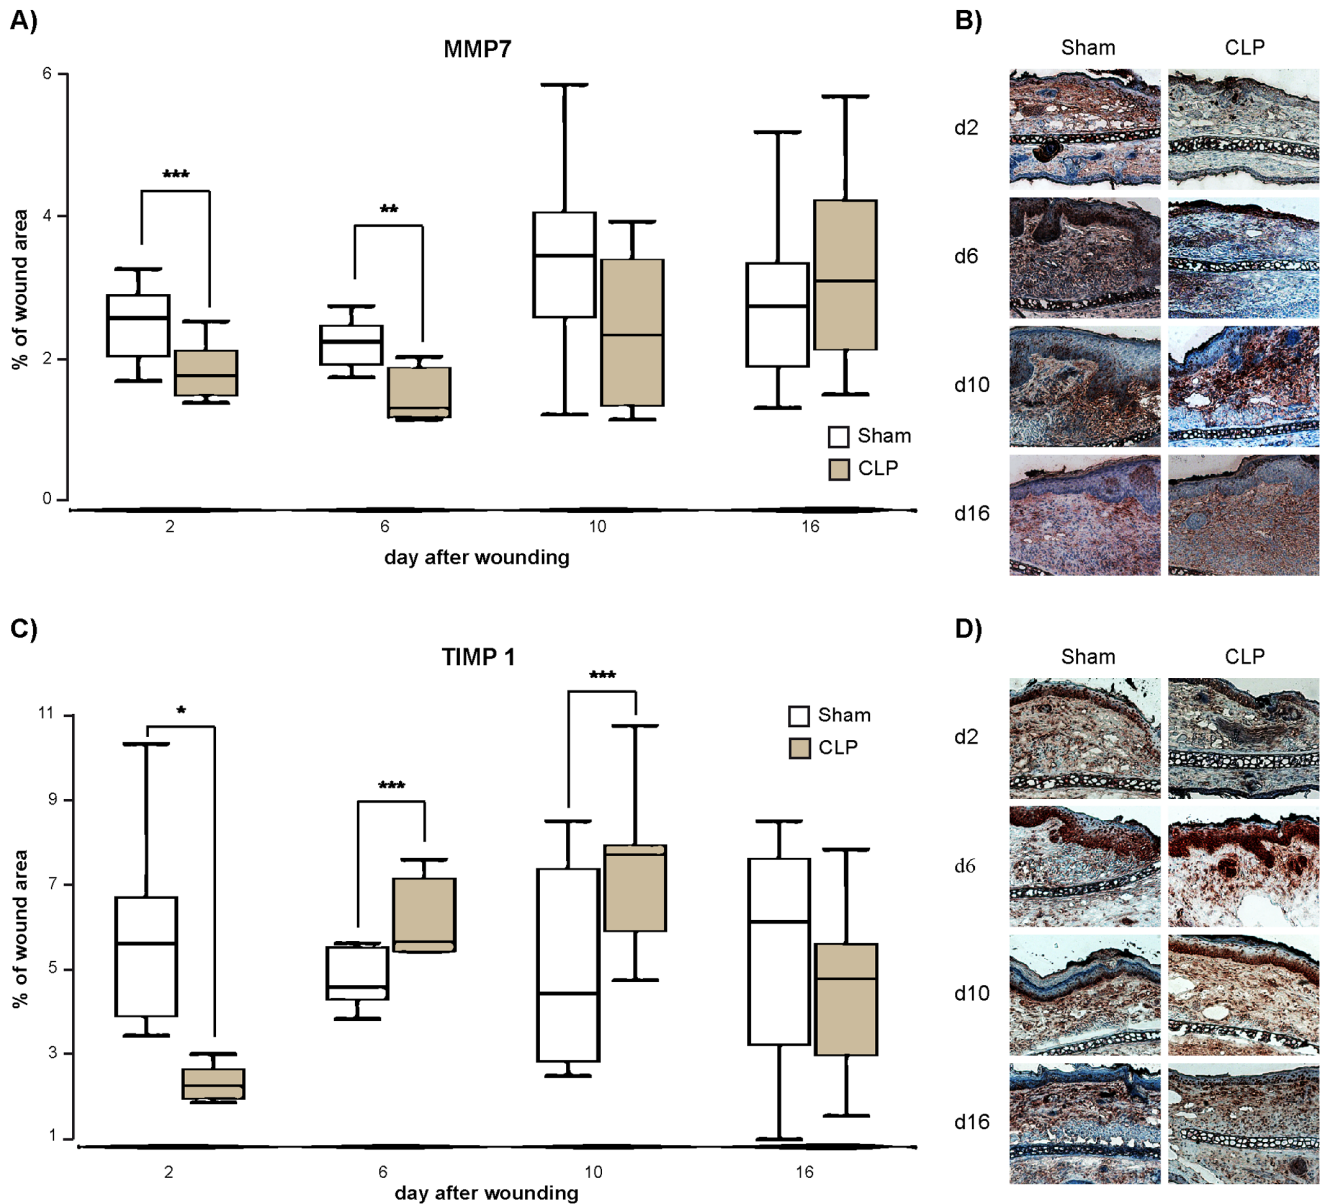 A)
MMP7
6
4
2
0
% of wound area
***
**
Sham
CLP
2
6
10
16
day after wounding
B)
Sham
CLP
d2
d6
d10
d16
C)
TIMP 1
11
9
7
5
3
1
% of wound area
*
***
***
Sham
CLP
2
6
10
16
day after wounding
D)
Sham
CLP
d2
d6
d10
d16